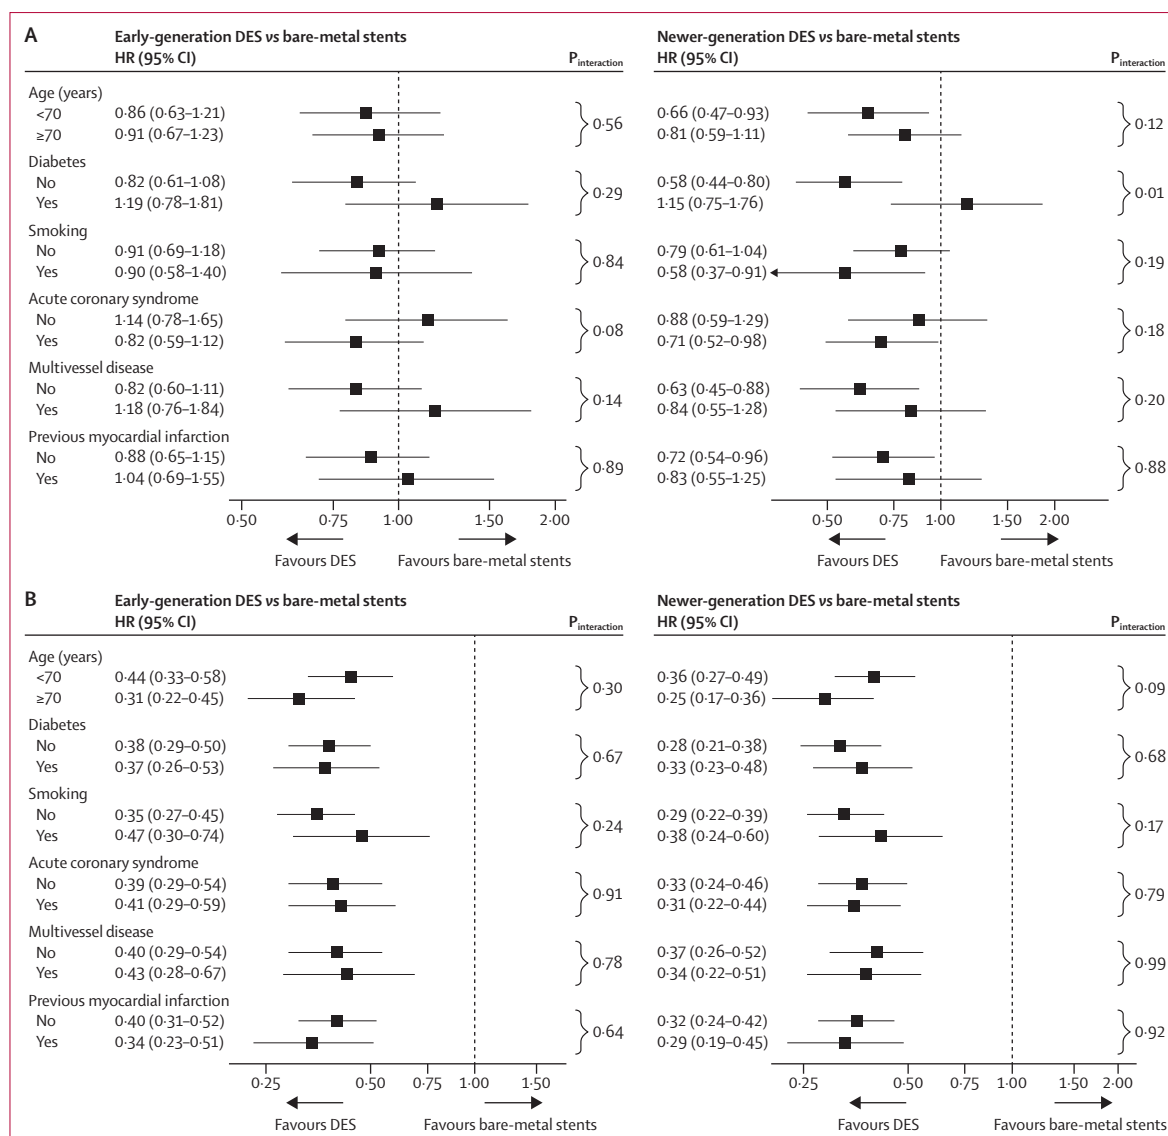 A
Early-generation DES vs bare-metal stents
HR (95% CI)
Pinteraction
Age (years)
<70 0·86 (0·63–1·21)
≥70 0·91 (0·67–1·23)
0·56
Diabetes
No 0·82 (0·61–1·08)
Yes 1·19 (0·78–1·81)
0·29
Smoking
No 0·91 (0·69–1·18)
Yes 0·90 (0·58–1·40)
0·84
Acute coronary syndrome
No 1·14 (0·78–1·65)
Yes 0·82 (0·59–1·12)
0·08
Multivessel disease
No 0·82 (0·60–1·11)
Yes 1·18 (0·76–1·84)
0·14
Previous myocardial infarction
No 0·88 (0·65–1·15)
Yes 1·04 (0·69–1·55)
0·89
0·50 0·75 1·00 1·50 2·00
Favours DES Favours bare-metal stents
Newer-generation DES vs bare-metal stents
HR (95% CI)
Pinteraction
0·66 (0·47–0·93)
0·81 (0·59–1·11)
0·12
0·58 (0·44–0·80)
1·15 (0·75–1·76)
0·01
0·79 (0·61–1·04)
0·58 (0·37–0·91)
0·19
0·88 (0·59–1·29)
0·71 (0·52–0·98)
0·18
0·63 (0·45–0·88)
0·84 (0·55–1·28)
0·20
0·72 (0·54–0·96)
0·83 (0·55–1·25)
0·88
0·50 0·75 1·00 1·50 2·00
Favours DES Favours bare-metal stents
B
Early-generation DES vs bare-metal stents
HR (95% CI)
Pinteraction
Age (years)
<70 0·44 (0·33–0·58)
≥70 0·31 (0·22–0·45)
0·30
Diabetes
No 0·38 (0·29–0·50)
Yes 0·37 (0·26–0·53)
0·67
Smoking
No 0·35 (0·27–0·45)
Yes 0·47 (0·30–0·74)
0·24
Acute coronary syndrome
No 0·39 (0·29–0·54)
Yes 0·41 (0·29–0·59)
0·91
Multivessel disease
No 0·40 (0·29–0·54)
Yes 0·43 (0·28–0·67)
0·78
Previous myocardial infarction
No 0·40 (0·31–0·52)
Yes 0·34 (0·23–0·51)
0·64
0·25 0·50 0·75 1·00 1·50
Favours DES Favours bare-metal stents
Newer-generation DES vs bare-metal stents
HR (95% CI)
Pinteraction
0·36 (0·27–0·49)
0·25 (0·17–0·36)
0·09
0·28 (0·21–0·38)
0·33 (0·23–0·48)
0·68
0·29 (0·22–0·39)
0·38 (0·24–0·60)
0·17
0·33 (0·24–0·46)
0·31 (0·22–0·44)
0·79
0·37 (0·26–0·52)
0·34 (0·22–0·51)
0·99
0·32 (0·24–0·42)
0·29 (0·19–0·45)
0·92
0·25 0·50 0·75 1·00 1·50 2·00
Favours DES Favours bare-metal stents